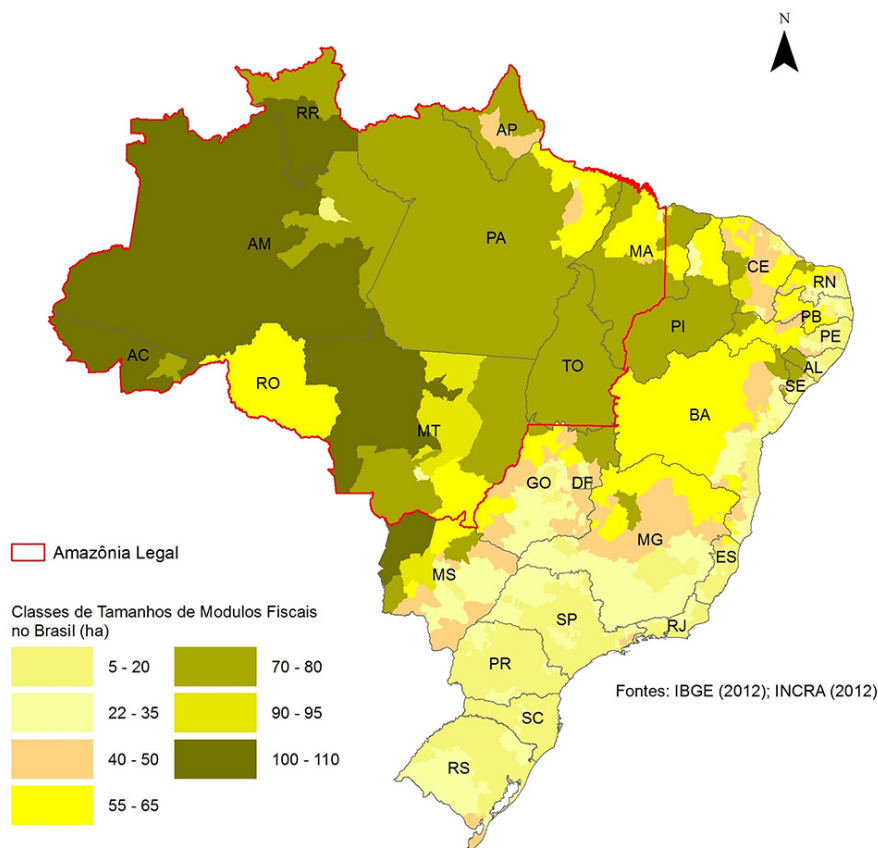 N
RR
AP
AM
PA
MA
CE
RN
PB
PE
AL
SE
PI
AC
RO
TO
MT
BA
GO
DF
MG
ES
MS
SP
RJ
PR
SC
RS
Amazônia Legal
Classes de Tamanhos de Modulos Fiscais
no Brasil (ha)
5 - 20
70 - 80
22 - 35
90 - 95
40 - 50
100 - 110
55 - 65
Fontes: IBGE (2012); INCRA (2012)